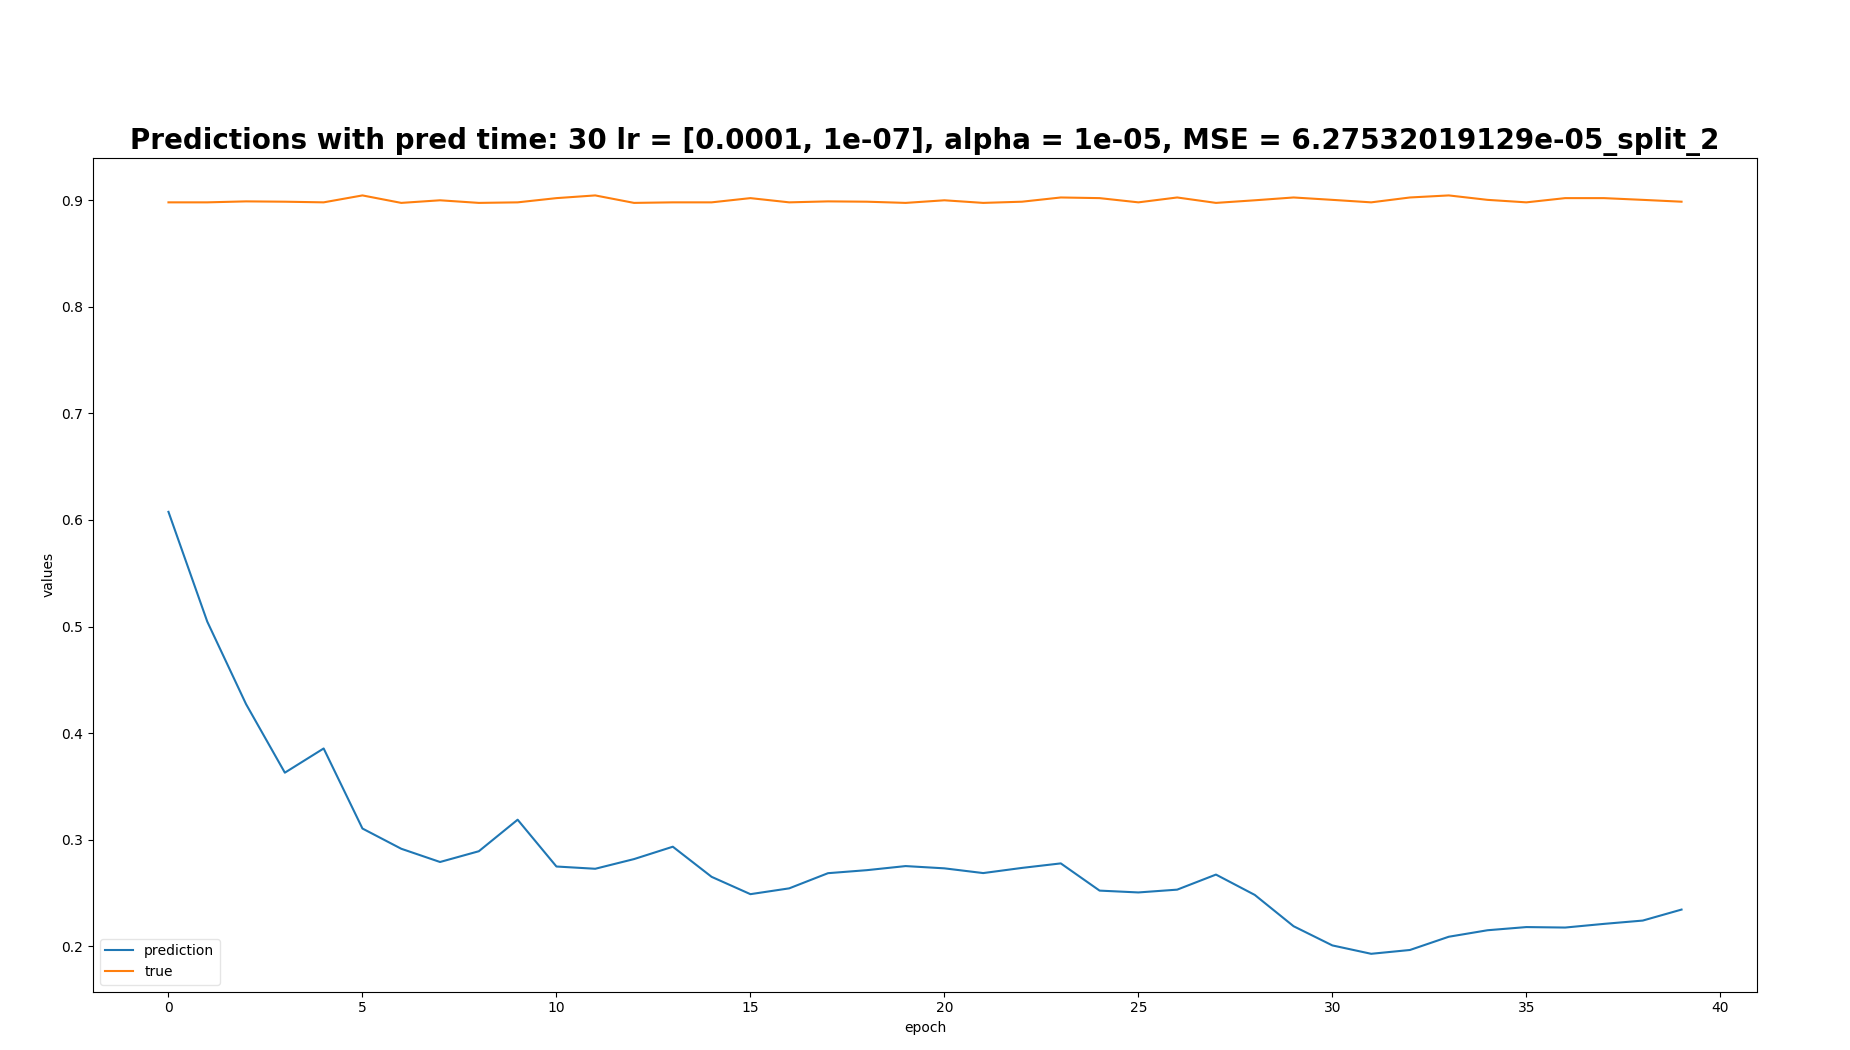 Predictions with pred time: 30 lr = [0.0001, 1e-07], alpha = 1e-05, MSE = 6.27532019129e-05_split_2
0.9
0.8
0.7
0.6
0.5
0.4
0.3
0.2
values
prediction
true
0 5 10 15 20 25 30 35 40
epoch